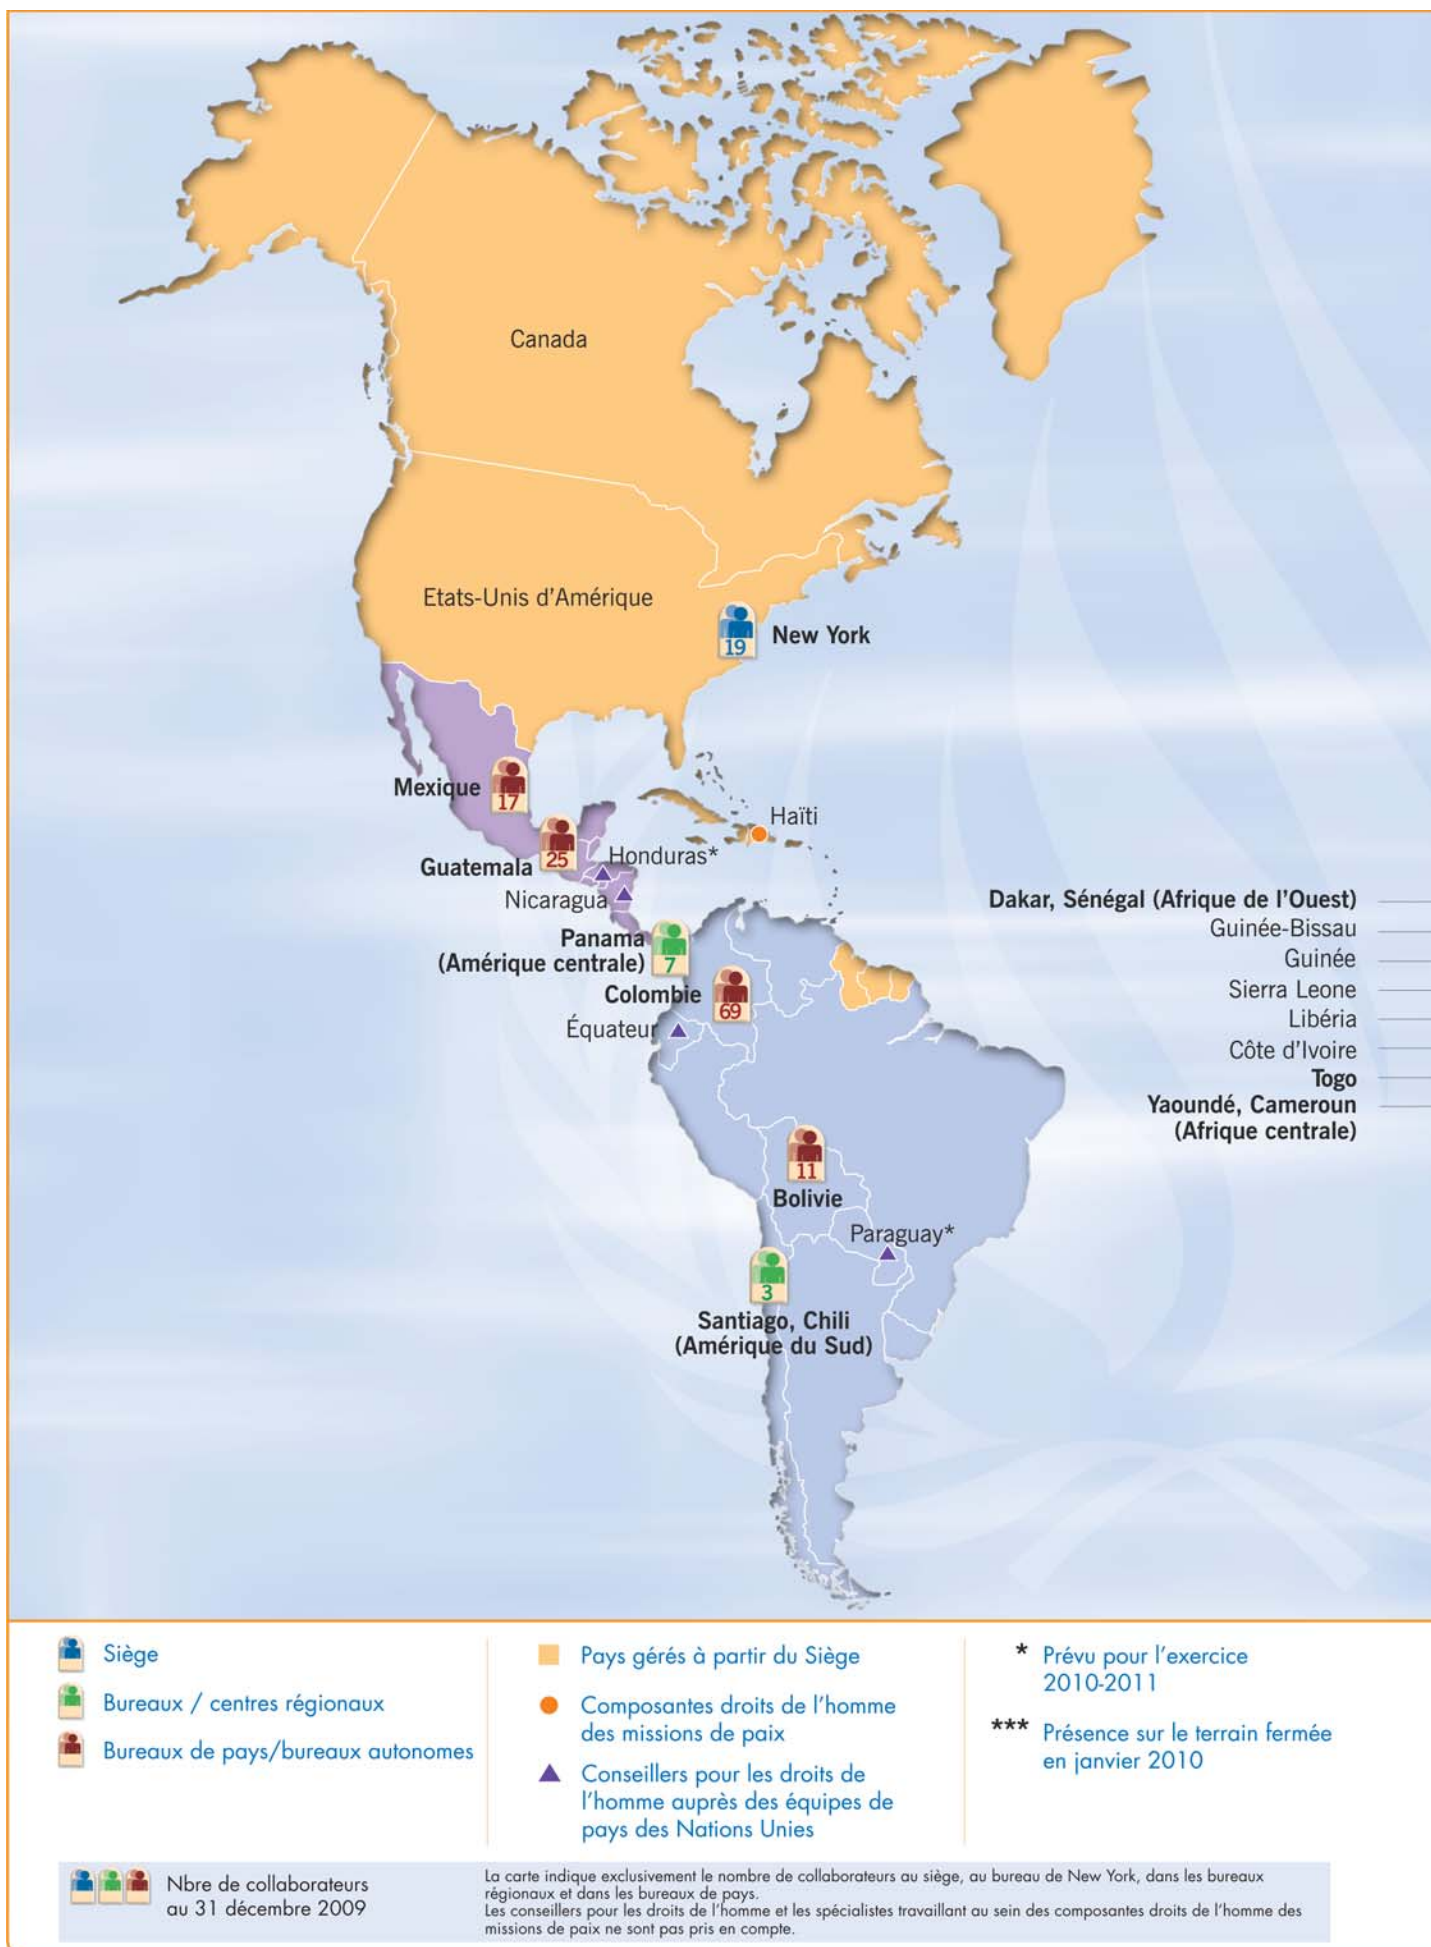 Canada
Etats-Unis d’Amérique
19
New York
Mexique
17
Haïti
Guatemala
25
Honduras*
Nicaragua
Panama
(Amérique centrale)
7
Colombie
69
Équateur
Dakar, Sénégal (Afrique de l’Ouest)
Guinée-Bissau
Guinée
Sierra Leone
Libéria
Côte d’Ivoire
Togo
Yaoundé, Cameroun
(Afrique centrale)
11
Bolivie
Paraguay*
3
Santiago, Chili
(Amérique du Sud)
Siège
Bureaux / centres régionaux
Bureaux de pays/bureaux autonomes
Pays gérés à partir du Siège
Composantes droits de l’homme
des missions de paix
Conseillers pour les droits de
l’homme auprès des équipes de
pays des Nations Unies
* Prévu pour l’exercice
2010-2011
*** Présence sur le terrain fermée
en janvier 2010
Nbre de collaborateurs
au 31 décembre 2009
La carte indique exclusivement le nombre de collaborateurs au siège, au bureau de New York, dans les bureaux
régionaux et dans les bureaux de pays.
Les conseillers pour les droits de l’homme et les spécialistes travaillant au sein des composantes droits de l’homme des
missions de paix ne sont pas pris en compte.